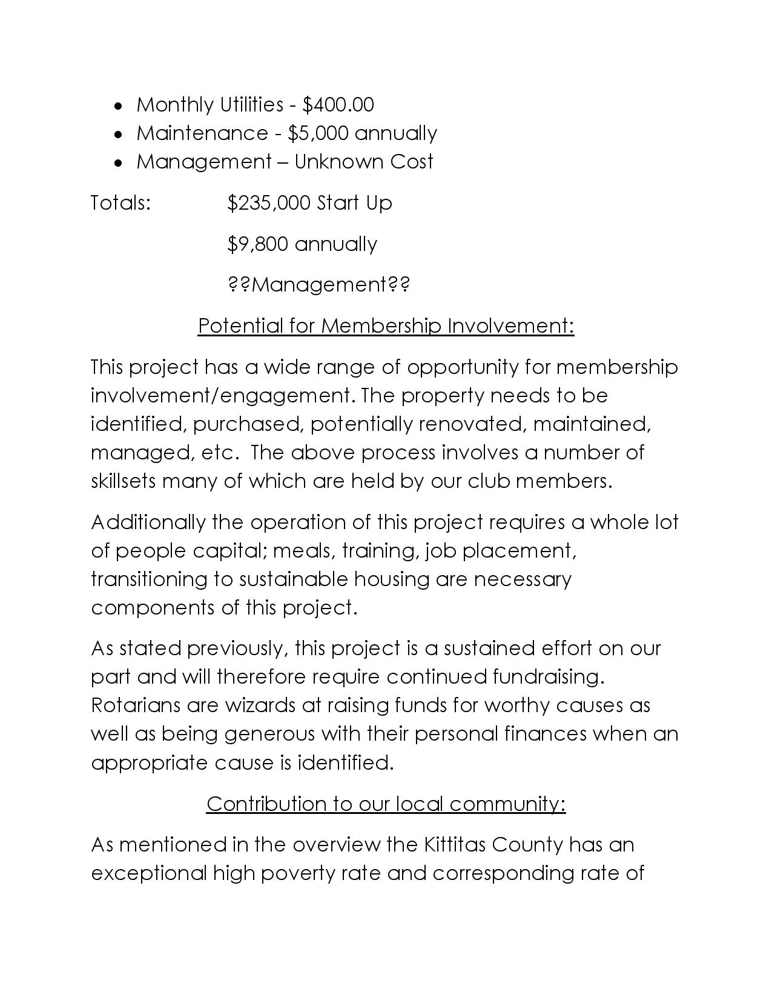 • Monthly Utilities - $400.00
• Maintenance - $5,000 annually
• Management – Unknown Cost
Totals: $235,000 Start Up
$9,800 annually
??Management??
Potential for Membership Involvement:
This project has a wide range of opportunity for membership
involvement/engagement. The property needs to be
identified, purchased, potentially renovated, maintained,
managed, etc.  The above process involves a number of
skillsets many of which are held by our club members.
Additionally the operation of this project requires a whole lot
of people capital; meals, training, job placement,
transitioning to sustainable housing are necessary
components of this project.
As stated previously, this project is a sustained effort on our
part and will therefore require continued fundraising.
Rotarians are wizards at raising funds for worthy causes as
well as being generous with their personal finances when an
appropriate cause is identified.
Contribution to our local community:
As mentioned in the overview the Kittitas County has an
exceptional high poverty rate and corresponding rate of